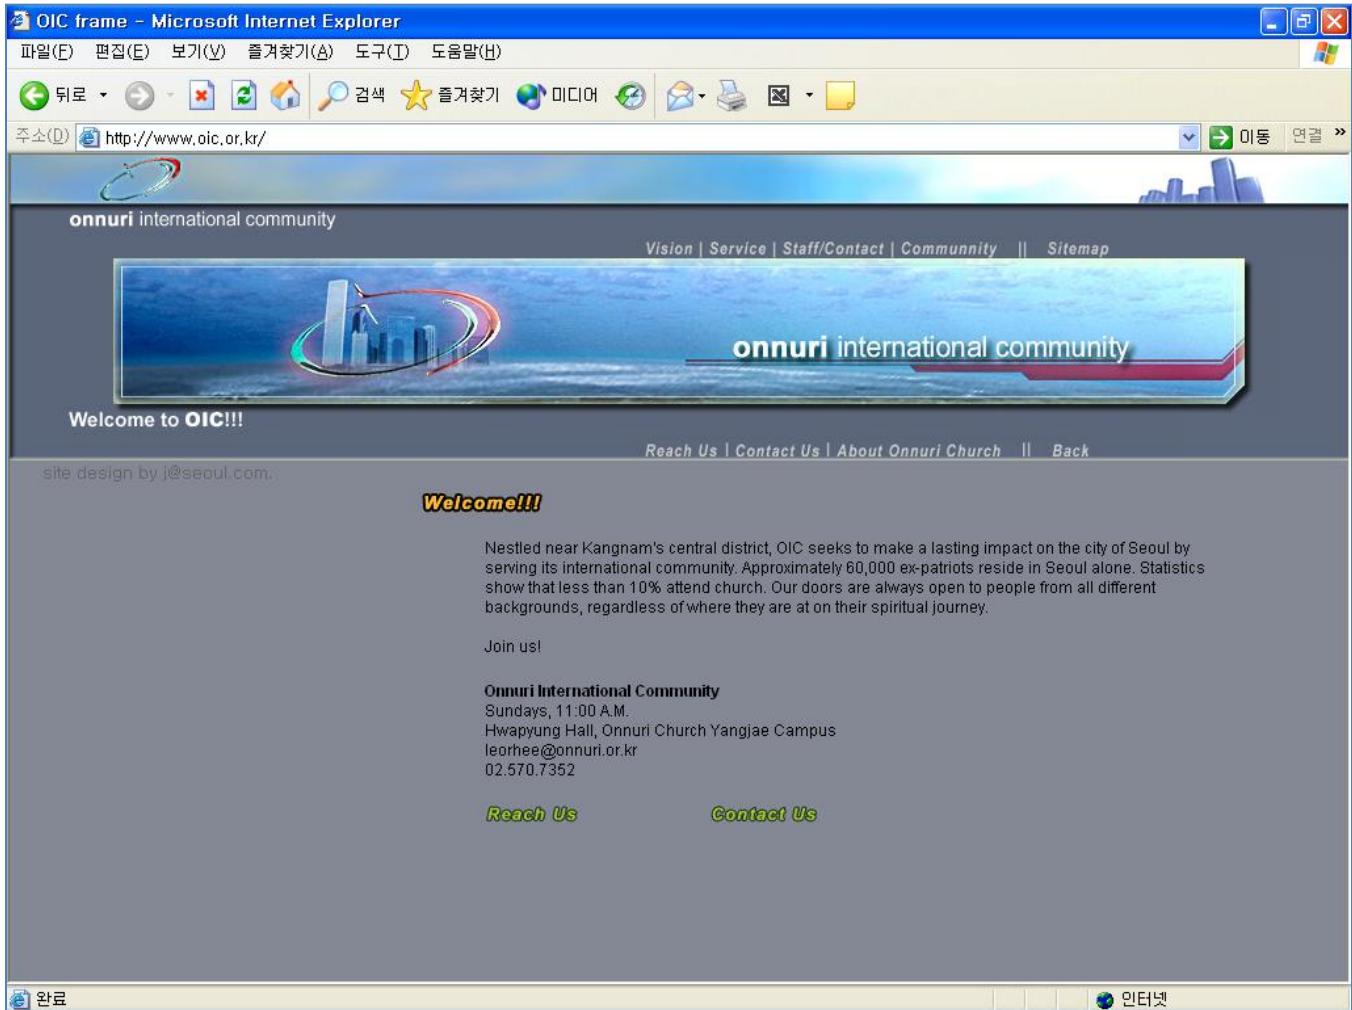 OIC frame - Microsoft Internet Explorer
파일(F) 편집(E) 보기(V) 즐겨찾기(A) 도구(T) 도움말(H)
뒤로 검색 즐겨찾기 미디어
주소(D) http://www.oic.or.kr/ 이동 연결 »
onnuri international community
Vision | Service | Staff/Contact | Communnity || Sitemap
onnuri international community
Welcome to OIC!!!
Reach Us | Contact Us | About Onnuri Church || Back
site design by j@seoul.com.
Welcome!!!
Nestled near Kangnam's central district, OIC seeks to make a lasting impact on the city of Seoul by
serving its international community. Approximately 60,000 ex-patriots reside in Seoul alone. Statistics
show that less than 10% attend church. Our doors are always open to people from all different
backgrounds, regardless of where they are at on their spiritual journey.
Join us!
Onnuri International Community
Sundays, 11:00 A.M.
Hwapyung Hall, Onnuri Church Yangjae Campus
leorhee@onnuri.or.kr
02.570.7352
Reach Us Contact Us
완료 인터넷